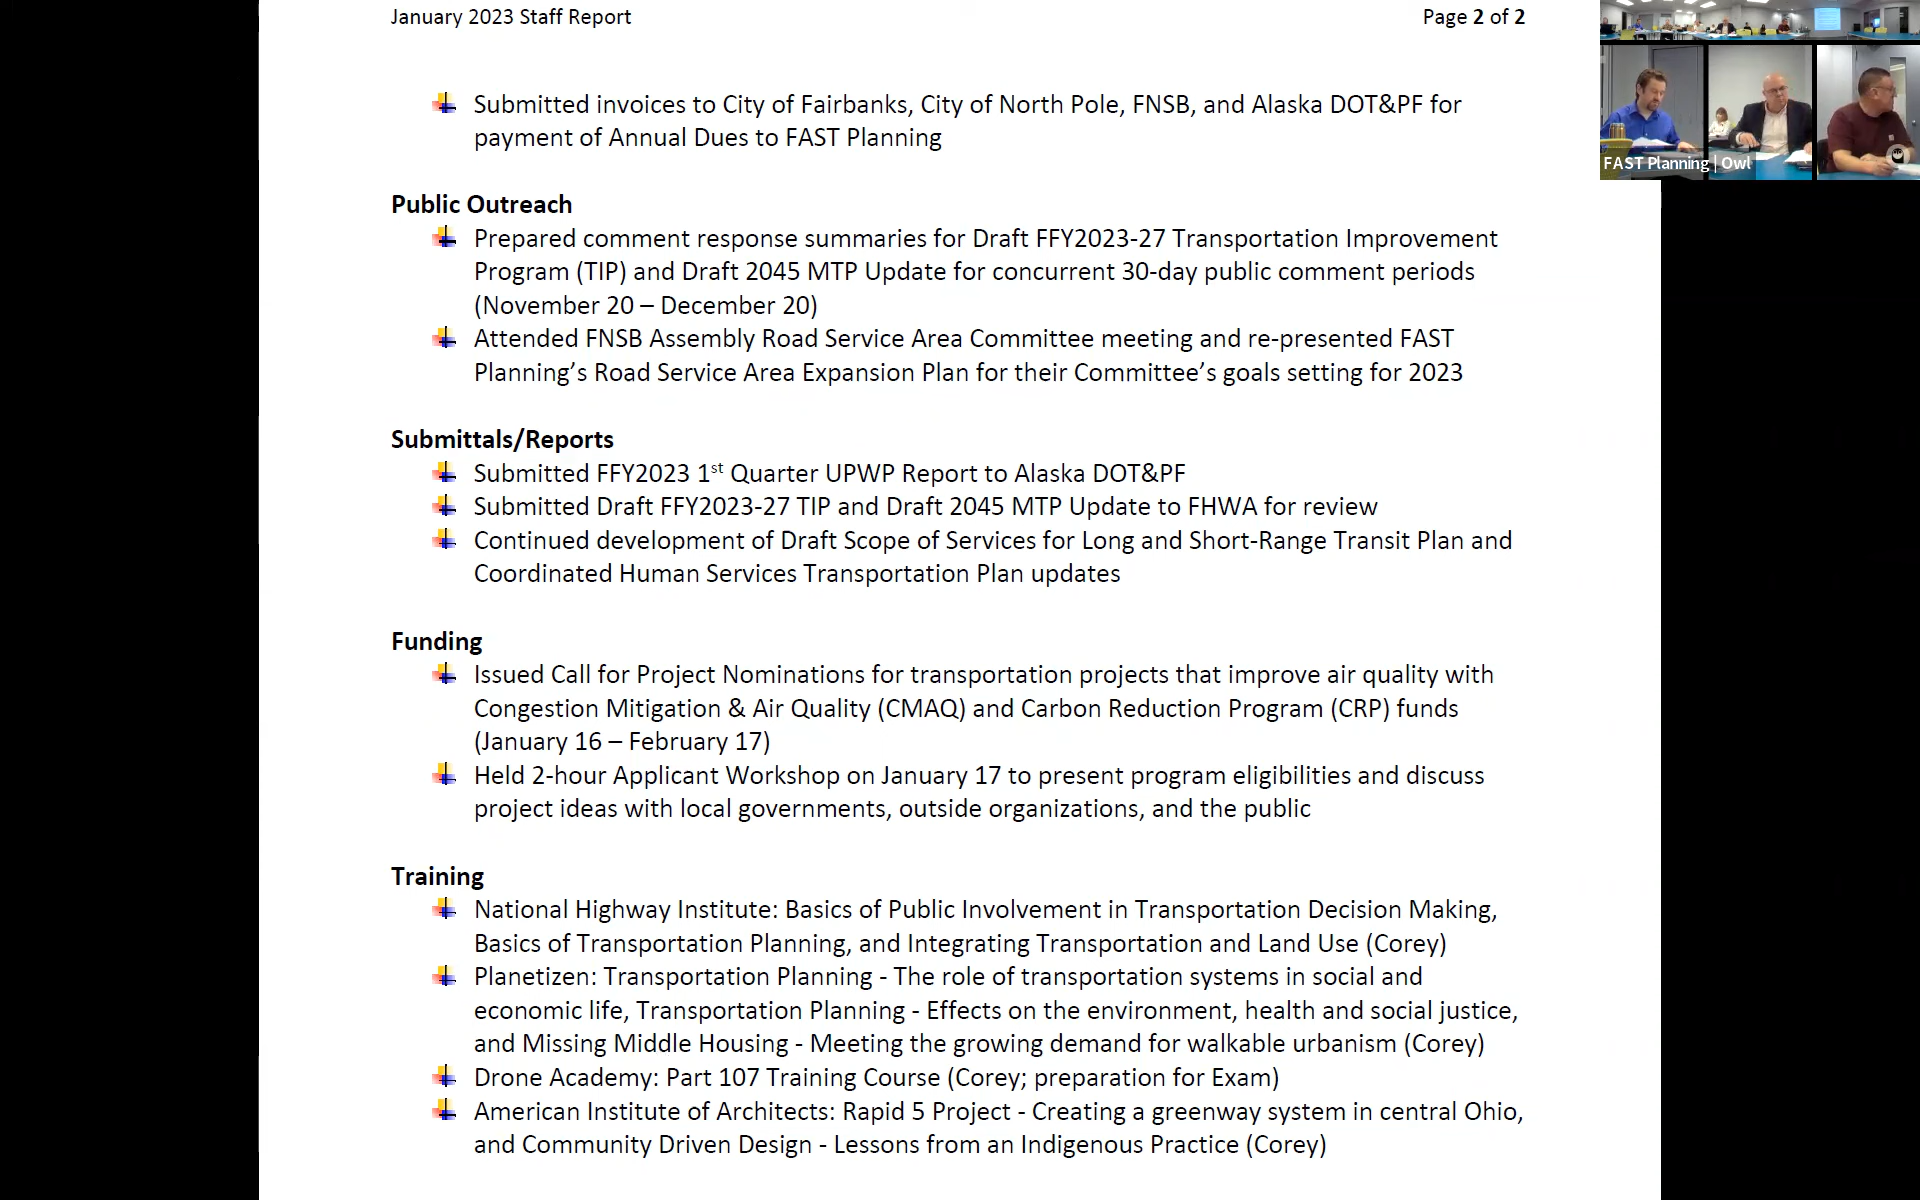 January 2023 Staff Report
Page 2 of 2
Submitted invoices to City of Fairbanks, City of North Pole, FNSB, and Alaska DOT&PF for
payment of Annual Dues to FAST Planning
FAST Planning | Owl
Public Outreach
Prepared comment response summaries for Draft FFY2023-27 Transportation Improvement
Program (TIP) and Draft 2045 MTP Update for concurrent 30-day public comment periods
(November 20 – December 20)
Attended FNSB Assembly Road Service Area Committee meeting and re-presented FAST
Planning’s Road Service Area Expansion Plan for their Committee’s goals setting for 2023
Submittals/Reports
Submitted FFY2023 1st Quarter UPWP Report to Alaska DOT&PF
Submitted Draft FFY2023-27 TIP and Draft 2045 MTP Update to FHWA for review
Continued development of Draft Scope of Services for Long and Short-Range Transit Plan and
Coordinated Human Services Transportation Plan updates
Funding
Issued Call for Project Nominations for transportation projects that improve air quality with
Congestion Mitigation & Air Quality (CMAQ) and Carbon Reduction Program (CRP) funds
(January 16 – February 17)
Held 2-hour Applicant Workshop on January 17 to present program eligibilities and discuss
project ideas with local governments, outside organizations, and the public
Training
National Highway Institute: Basics of Public Involvement in Transportation Decision Making,
Basics of Transportation Planning, and Integrating Transportation and Land Use (Corey)
Planetizen: Transportation Planning - The role of transportation systems in social and
economic life, Transportation Planning - Effects on the environment, health and social justice,
and Missing Middle Housing - Meeting the growing demand for walkable urbanism (Corey)
Drone Academy: Part 107 Training Course (Corey; preparation for Exam)
American Institute of Architects: Rapid 5 Project - Creating a greenway system in central Ohio,
and Community Driven Design - Lessons from an Indigenous Practice (Corey)